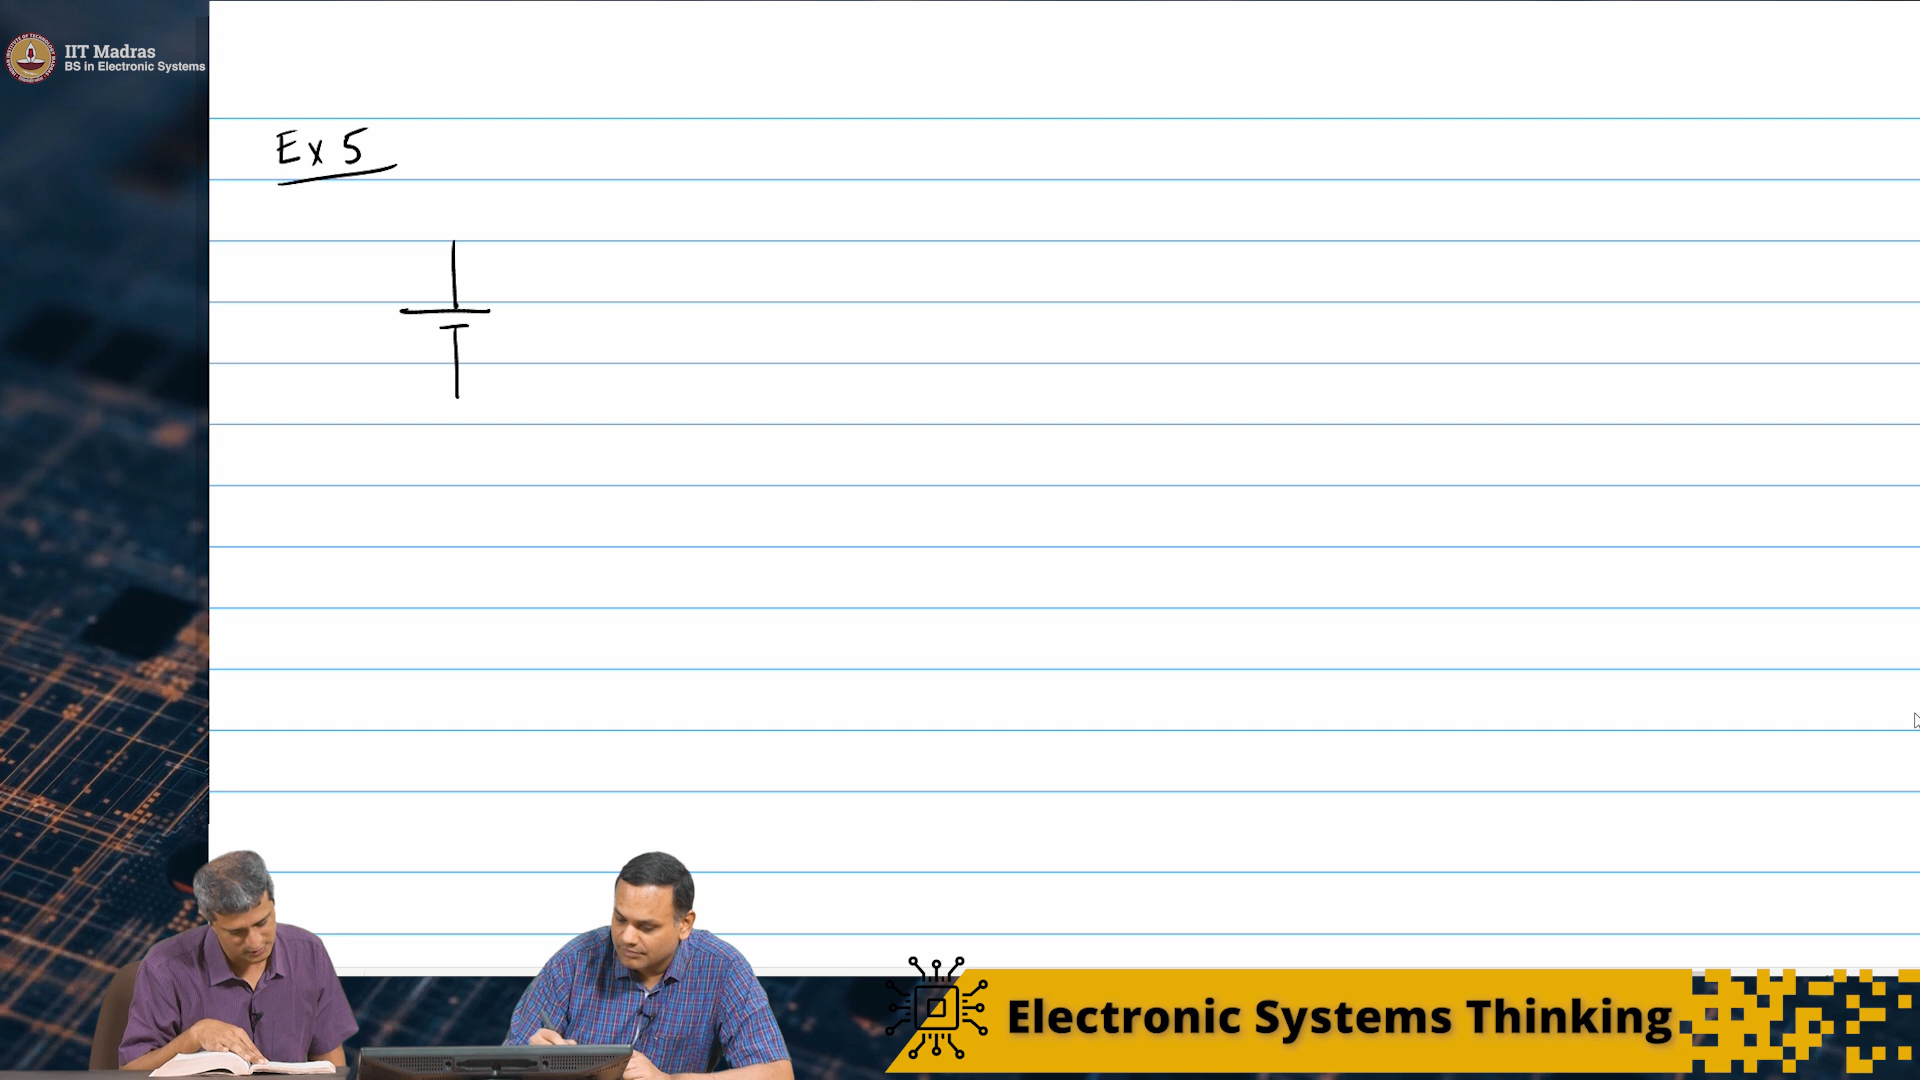 IIT Madras
BS in Electronic Systems
Ex 5
Electronic Systems Thinking